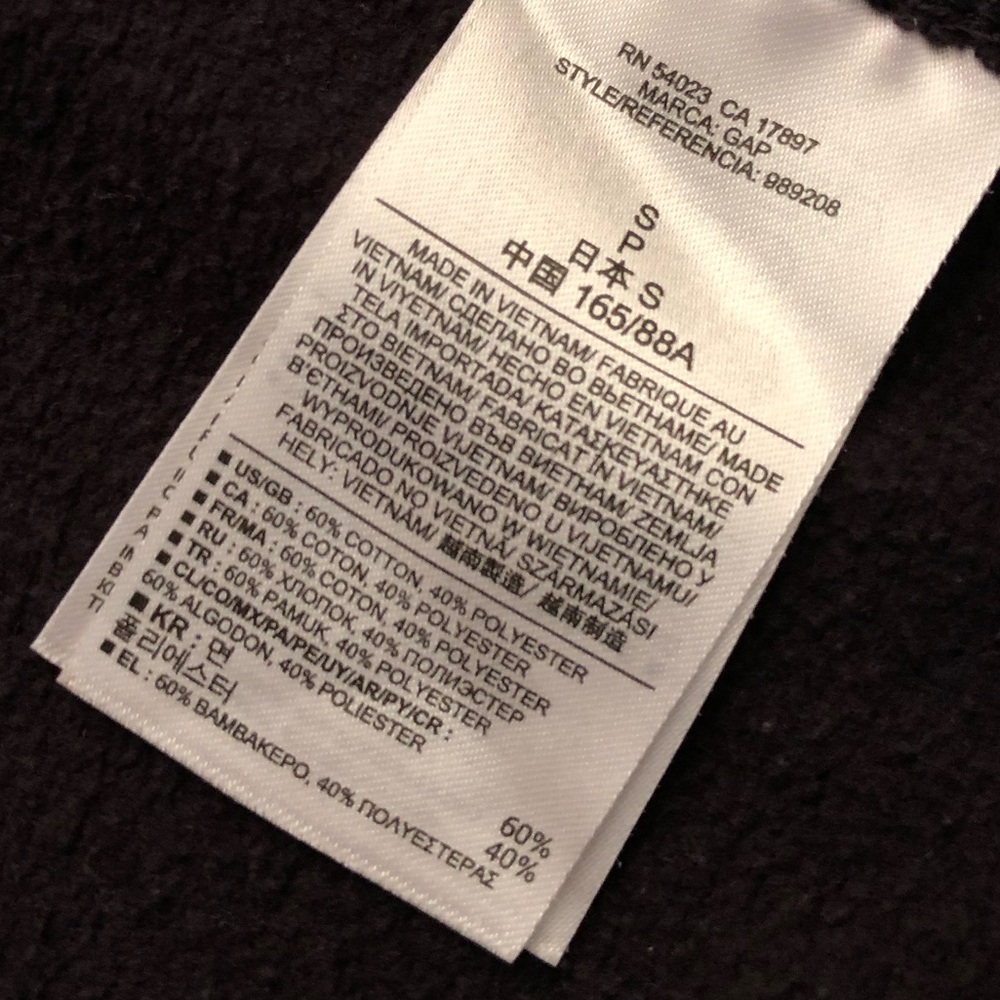 RN 54023 CA 17897
MARCA: GAP
STYLE/REFERENCIA: 989208
S
P
日本 S
中国 165/88A
MADE IN VIETNAM/ FABRIQUE AU
VIETNAM/ СДЕЛАНО ВО ВЬЕТНАМЕ/ MADE
IN VIYETNAM/ HECHO EN VIETNAM CON
TELA IMPORTADA/ ΚΑΤΑΣΚΕΥΑΣΤΗΚΕ
ΣΤΟ ΒΙΕΤΝΑΜ/ FABRICAT ÎN VIETNAM/
ПРОИЗВЕДЕНО ВЪВ ВИЕТНАМ/ ZEMLJA
PROIZVODNJE VIJETNAM/ ВИРОБЛЕНО У
В'ЄТНАМІ/ PROIZVEDENO U VIJETNAMU/
WYPRODUKOWANO W WIETNAMIE/
FABRICADO NO VIETNÃ/ SZÁRMAZÁSI
HELY: VIETNÁM/ 越南製造/ 越南制造
■ US/GB : 60% COTTON, 40% POLYESTER
■ CA : 60% COTON, 40% POLYESTER
■ FR/MA : 60% COTON, 40% POLYESTER
■ RU : 60% ХЛОПОК, 40% ПОЛИЭСТЕР
■ TR : 60% PAMUK, 40% POLYESTER
■ CL/CO/MX/PA/PE/UY/AR/PY/CR :
60% ALGODON, 40% POLIESTER
■ KR : 면 60%
폴리에스터 40%
■ EL : 60% ΒΑΜΒΑΚΕΡΟ, 40% ΠΟΛΥΕΣΤΕΡΑΣ